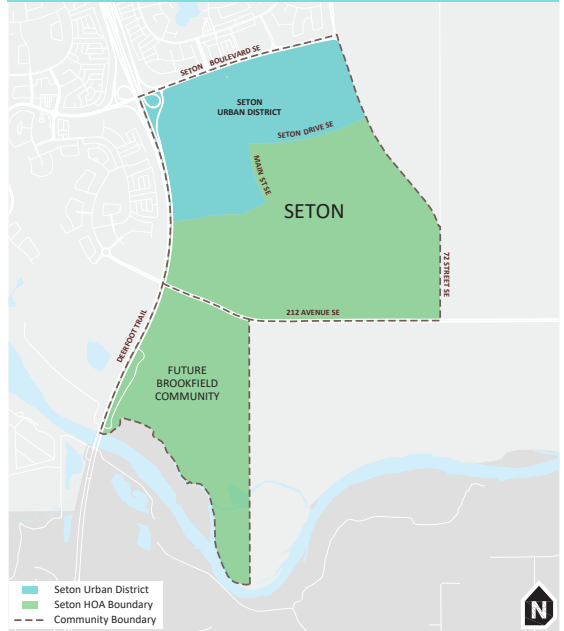 SETON BOULEVARD SE
SETON
URBAN DISTRICT
SETON DRIVE SE
MAIN ST SE
SETON
72 STREET SE
212 AVENUE SE
DEERFOOT TRAIL
FUTURE
BROOKFIELD
COMMUNITY
Seton Urban District
Seton HOA Boundary
Community Boundary
N